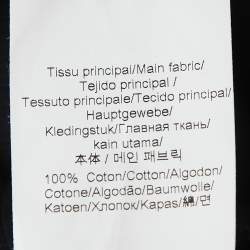 Tissu principal/Main fabric/
Tejido principal /
Tessuto principale/Tecido principal/
Hauptgewebe/
Kledingstuk/Главная ткань/
kain utama/
本体 / 메인 패브릭
100% Coton/Cotton/Algodon/
Cotone/Algodão/Baumwolle/
Katoen/Хлопок/Kapas/綿/면